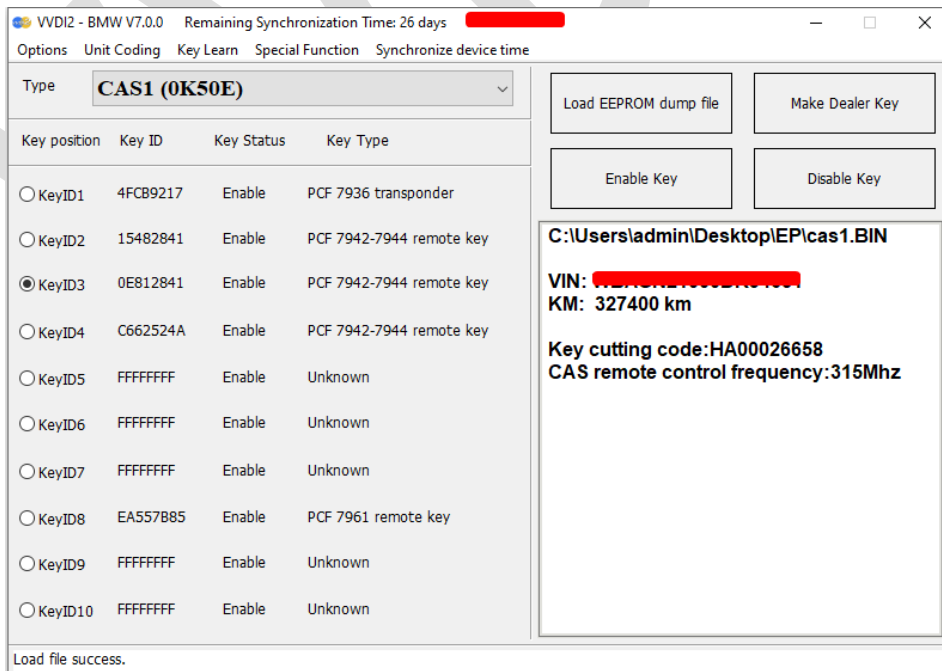 VVDI2 - BMW V7.0.0 Remaining Synchronization Time: 26 days
Options Unit Coding Key Learn Special Function Synchronize device time
Type CAS1 (0K50E)
Key position Key ID Key Status Key Type
KeyID1 4FCB9217 Enable PCF 7936 transponder
KeyID2 15482841 Enable PCF 7942-7944 remote key
KeyID3 0E812841 Enable PCF 7942-7944 remote key
KeyID4 C662524A Enable PCF 7942-7944 remote key
KeyID5 FFFFFFFF Enable Unknown
KeyID6 FFFFFFFF Enable Unknown
KeyID7 FFFFFFFF Enable Unknown
KeyID8 EA557B85 Enable PCF 7961 remote key
KeyID9 FFFFFFFF Enable Unknown
KeyID10 FFFFFFFF Enable Unknown
Load EEPROM dump file Make Dealer Key
Enable Key Disable Key
C:\Users\admin\Desktop\EP\cas1.BIN
VIN:
KM: 327400 km
Key cutting code:HA00026658
CAS remote control frequency:315Mhz
Load file success.